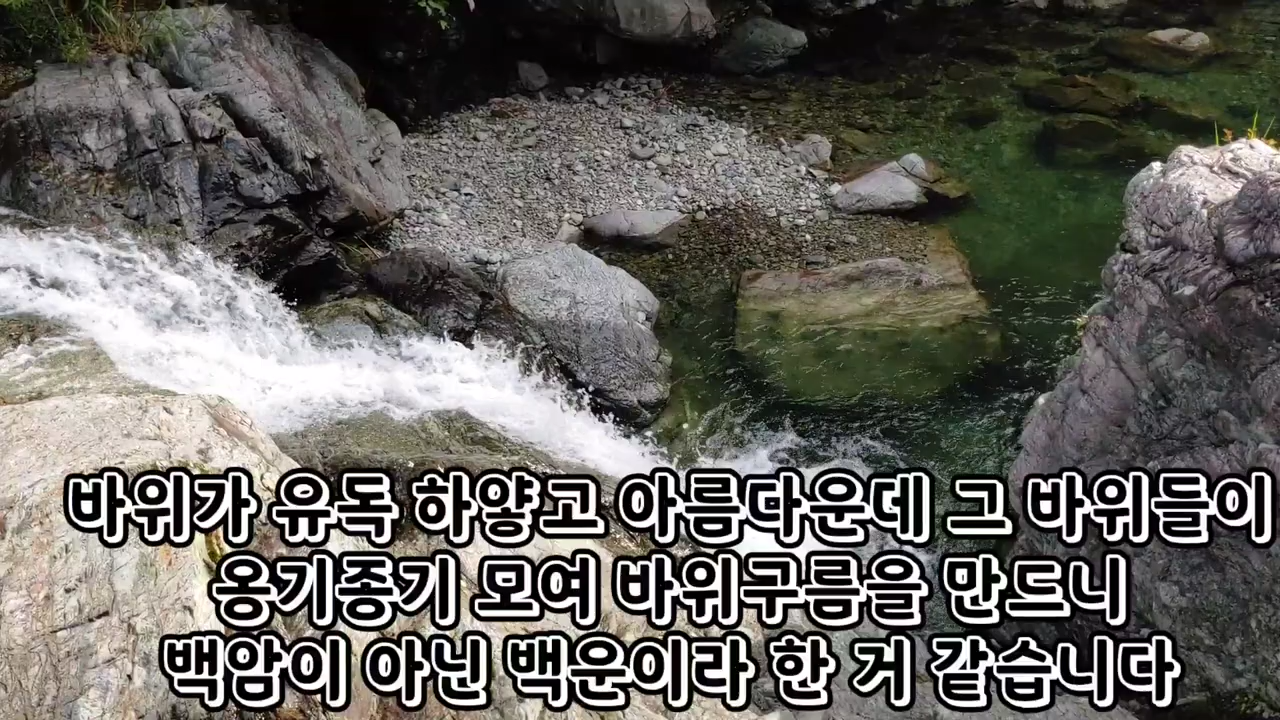 바위가 유독 하얗고 아름다운데 그 바위들이
옹기종기 모여 바위구름을 만드니
백암이 아닌 백운이라 한 거 같습니다